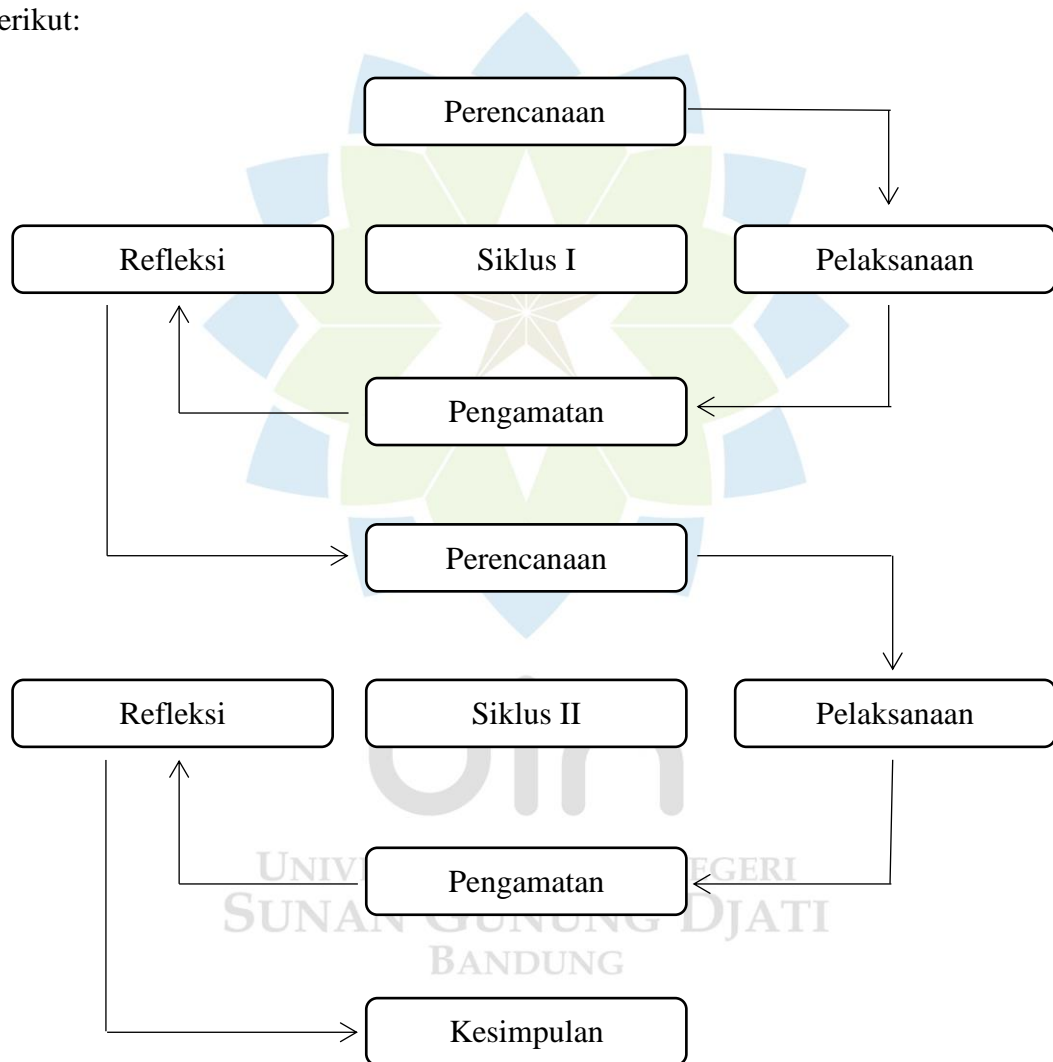 erikut:
Perencanaan
Refleksi
Siklus I
Pelaksanaan
Pengamatan
Perencanaan
Refleksi
Siklus II
Pelaksanaan
UNIV EGERI
Pengamatan
SUNAN GUNUNG DJATI
BANDUNG
Kesimpulan